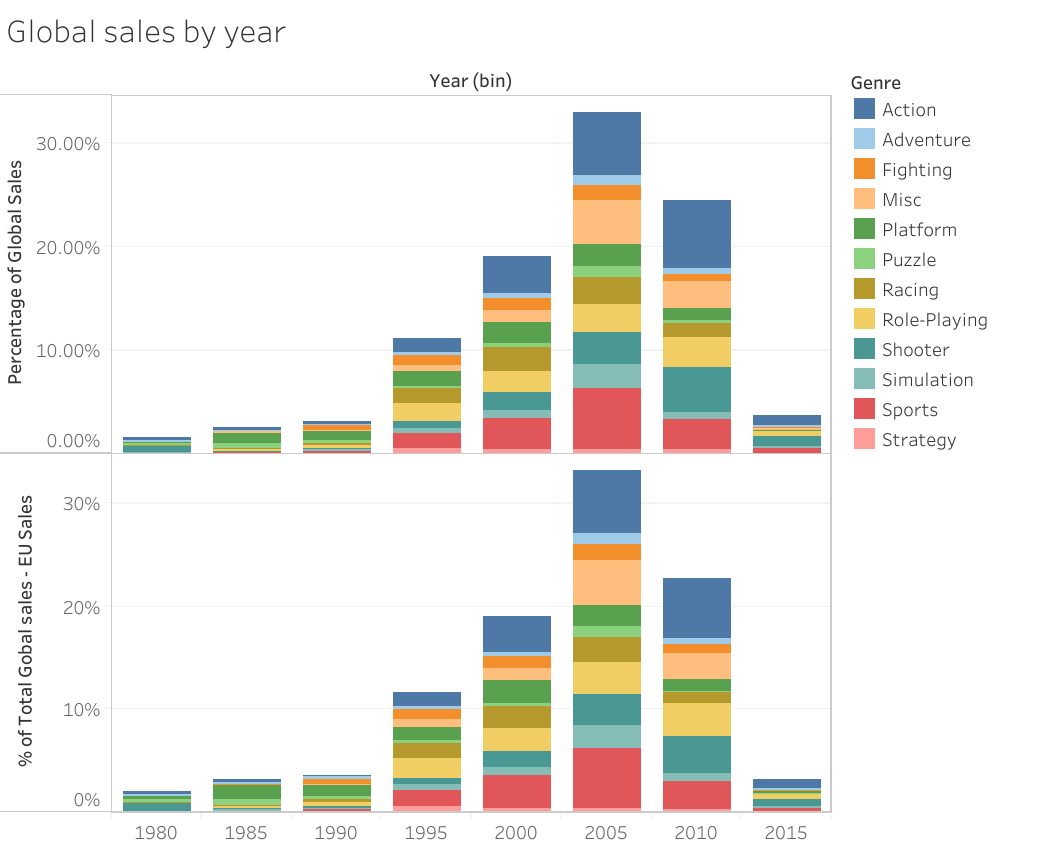 Global sales by year
Year (bin)
Genre
Action
Adventure
Fighting
Misc
Platform
Puzzle
Racing
Role-Playing
Shooter
Simulation
Sports
Strategy
Percentage of Global Sales
30.00%
20.00%
10.00%
0.00%
% of Total Gobal sales - EU Sales
30%
20%
10%
0%
1980 1985 1990 1995 2000 2005 2010 2015